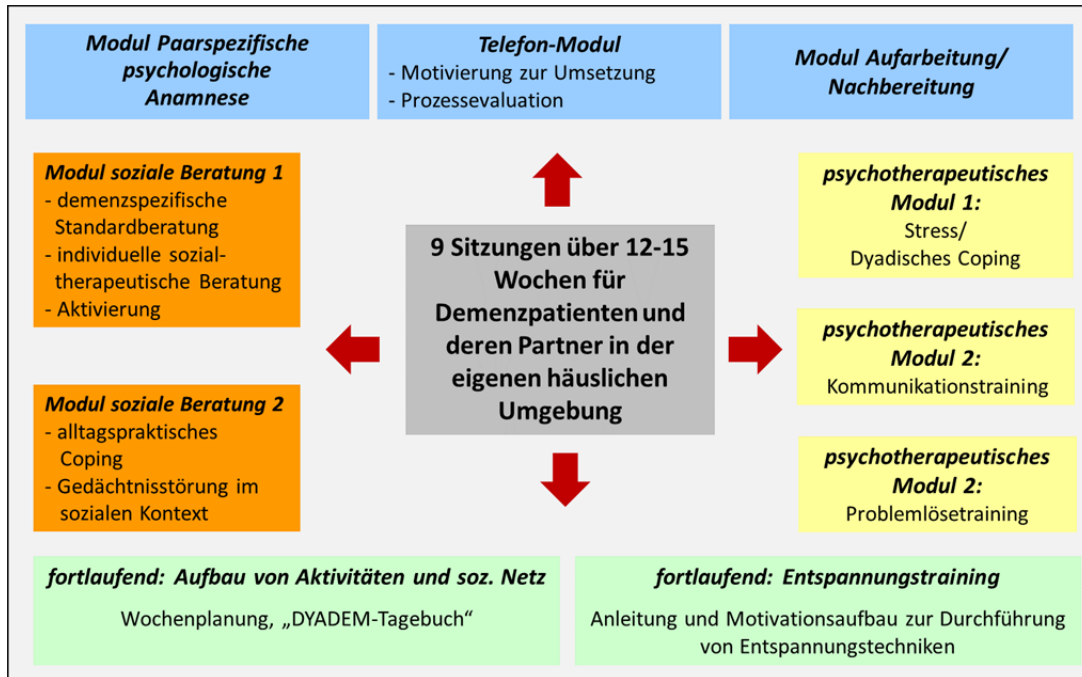 Modul Paarspezifische
psychologische
Anamnese
Telefon-Modul
- Motivierung zur Umsetzung
- Prozessevaluation
Modul Aufarbeitung/
Nachbereitung
Modul soziale Beratung 1
- demenzspezifische
Standardberatung
- individuelle sozial-
therapeutische Beratung
- Aktivierung
Modul soziale Beratung 2
- alltagspraktisches
Coping
- Gedächtnisstörung im
sozialen Kontext
9 Sitzungen über 12-15
Wochen für
Demenzpatienten und
deren Partner in der
eigenen häuslichen
Umgebung
psychotherapeutisches
Modul 1:
Stress/
Dyadisches Coping
psychotherapeutisches
Modul 2:
Kommunikationstraining
psychotherapeutisches
Modul 2:
Problemlösetraining
fortlaufend: Aufbau von Aktivitäten und soz. Netz
Wochenplanung, „DYADEM-Tagebuch“
fortlaufend: Entspannungstraining
Anleitung und Motivationsaufbau zur Durchführung
von Entspannungstechniken